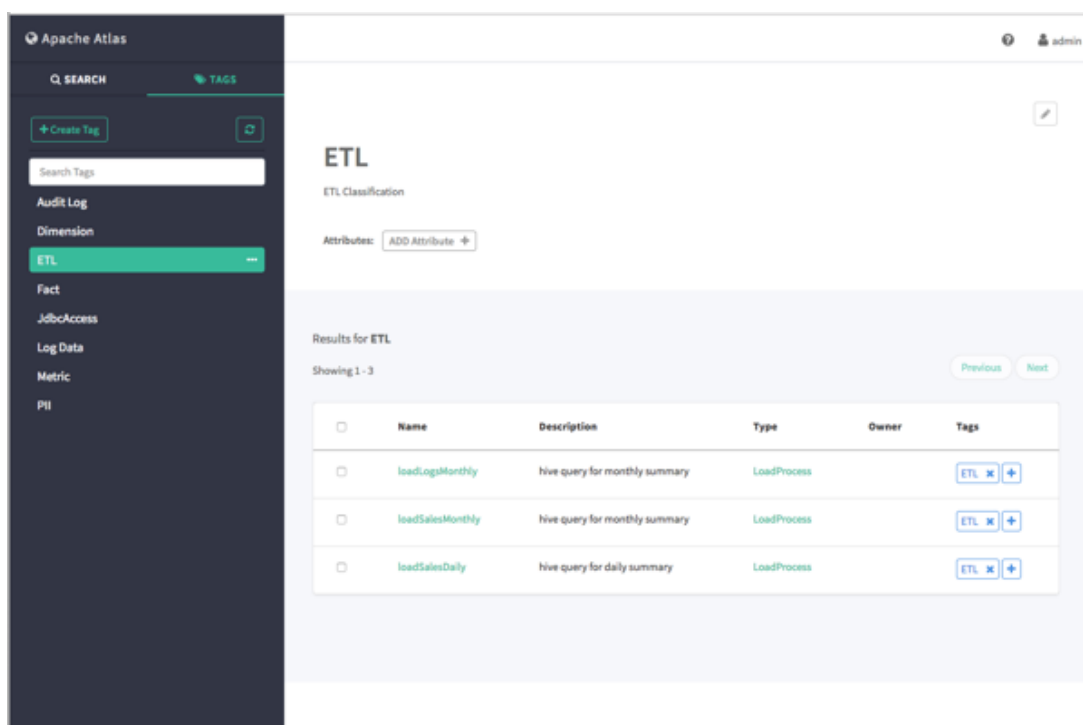 Apache Atlas
admin
SEARCH TAGS
+ Create Tag
Search Tags
Audit Log
Dimension
ETL
Fact
JdbcAccess
Log Data
Metric
PII
ETL
ETL Classification
Attributes: ADD Attribute +
Results for ETL
Showing 1 - 3
Previous Next
Name Description Type Owner Tags
loadLogsMonthly hive query for monthly summary LoadProcess ETL
loadSalesMonthly hive query for monthly summary LoadProcess ETL
loadSalesDaily hive query for daily summary LoadProcess ETL